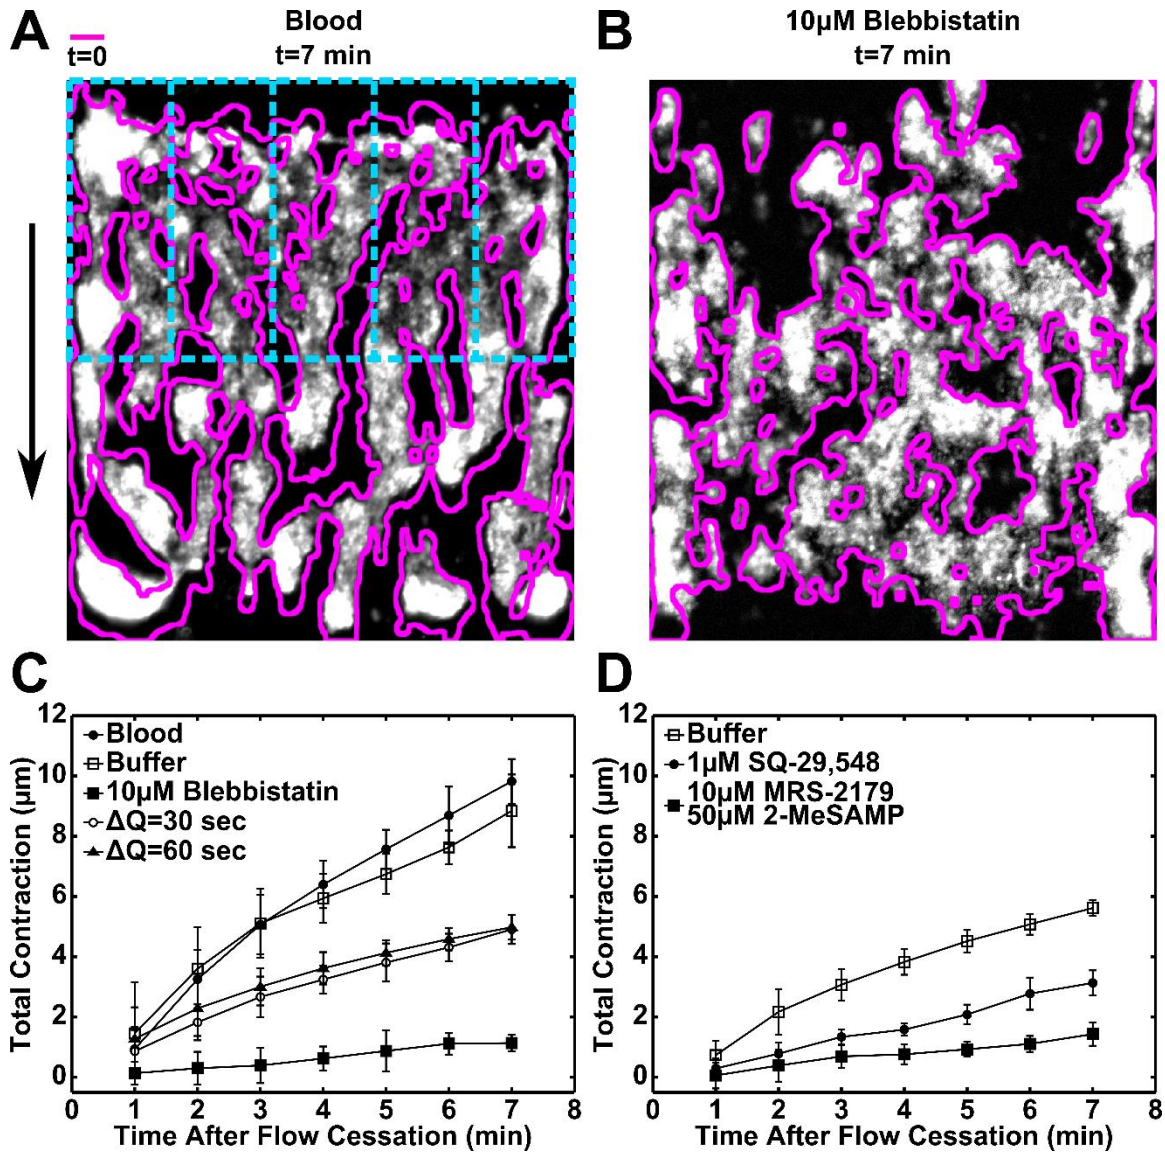 A
t=0
Blood
t=7 min
B
10µM Blebbistatin
t=7 min
C
Total Contraction (µm)
12
10
8
6
4
2
0
Blood
Buffer
10µM Blebbistatin
ΔQ=30 sec
ΔQ=60 sec
0 1 2 3 4 5 6 7 8
Time After Flow Cessation (min)
D
Total Contraction (µm)
12
10
8
6
4
2
0
Buffer
1µM SQ-29,548
10µM MRS-2179
50µM 2-MeSAMP
0 1 2 3 4 5 6 7 8
Time After Flow Cessation (min)